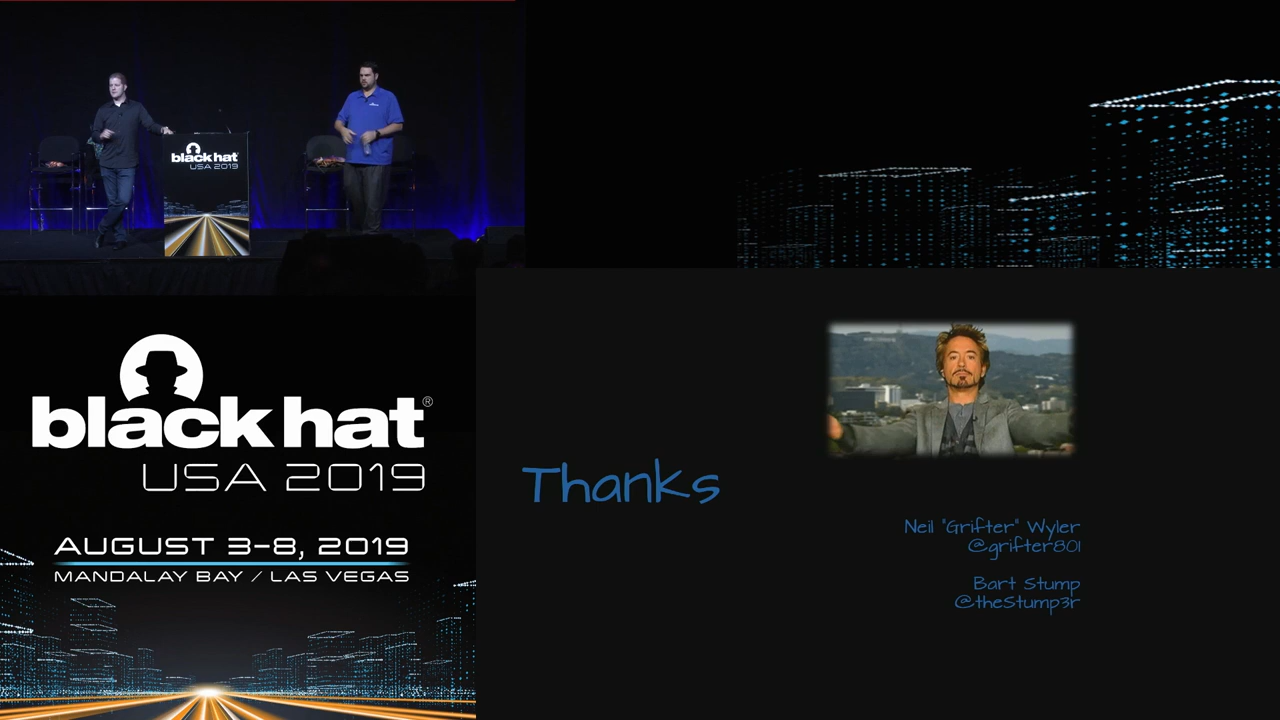 black hat
USA 2019
black hat®
USA 2019
AUGUST 3-8, 2019
MANDALAY BAY / LAS VEGAS
Thanks
Neil "Grifter" Wyler
@grifter801
Bart Stump
@theStump3r